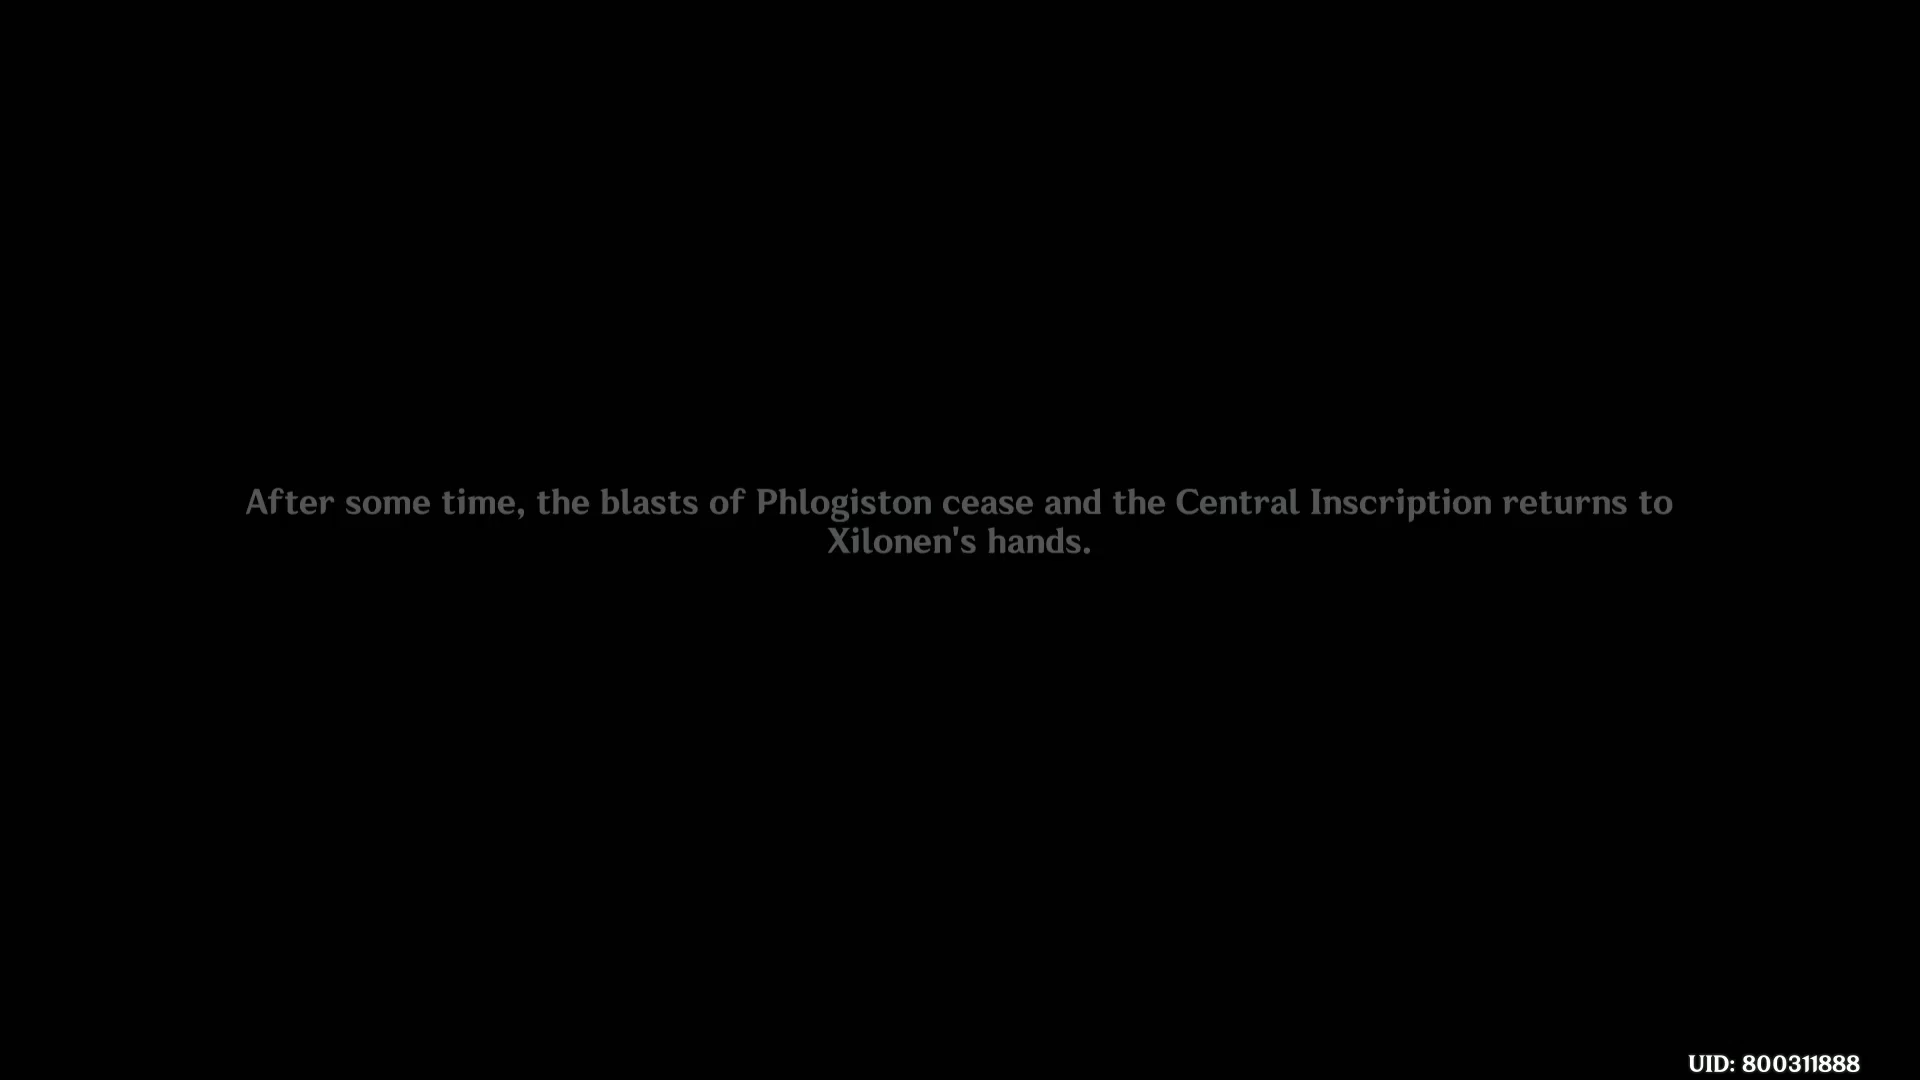 After some time, the blasts of Phlogiston cease and the Central Inscription returns to
Xilonen's hands.
UID: 800311888